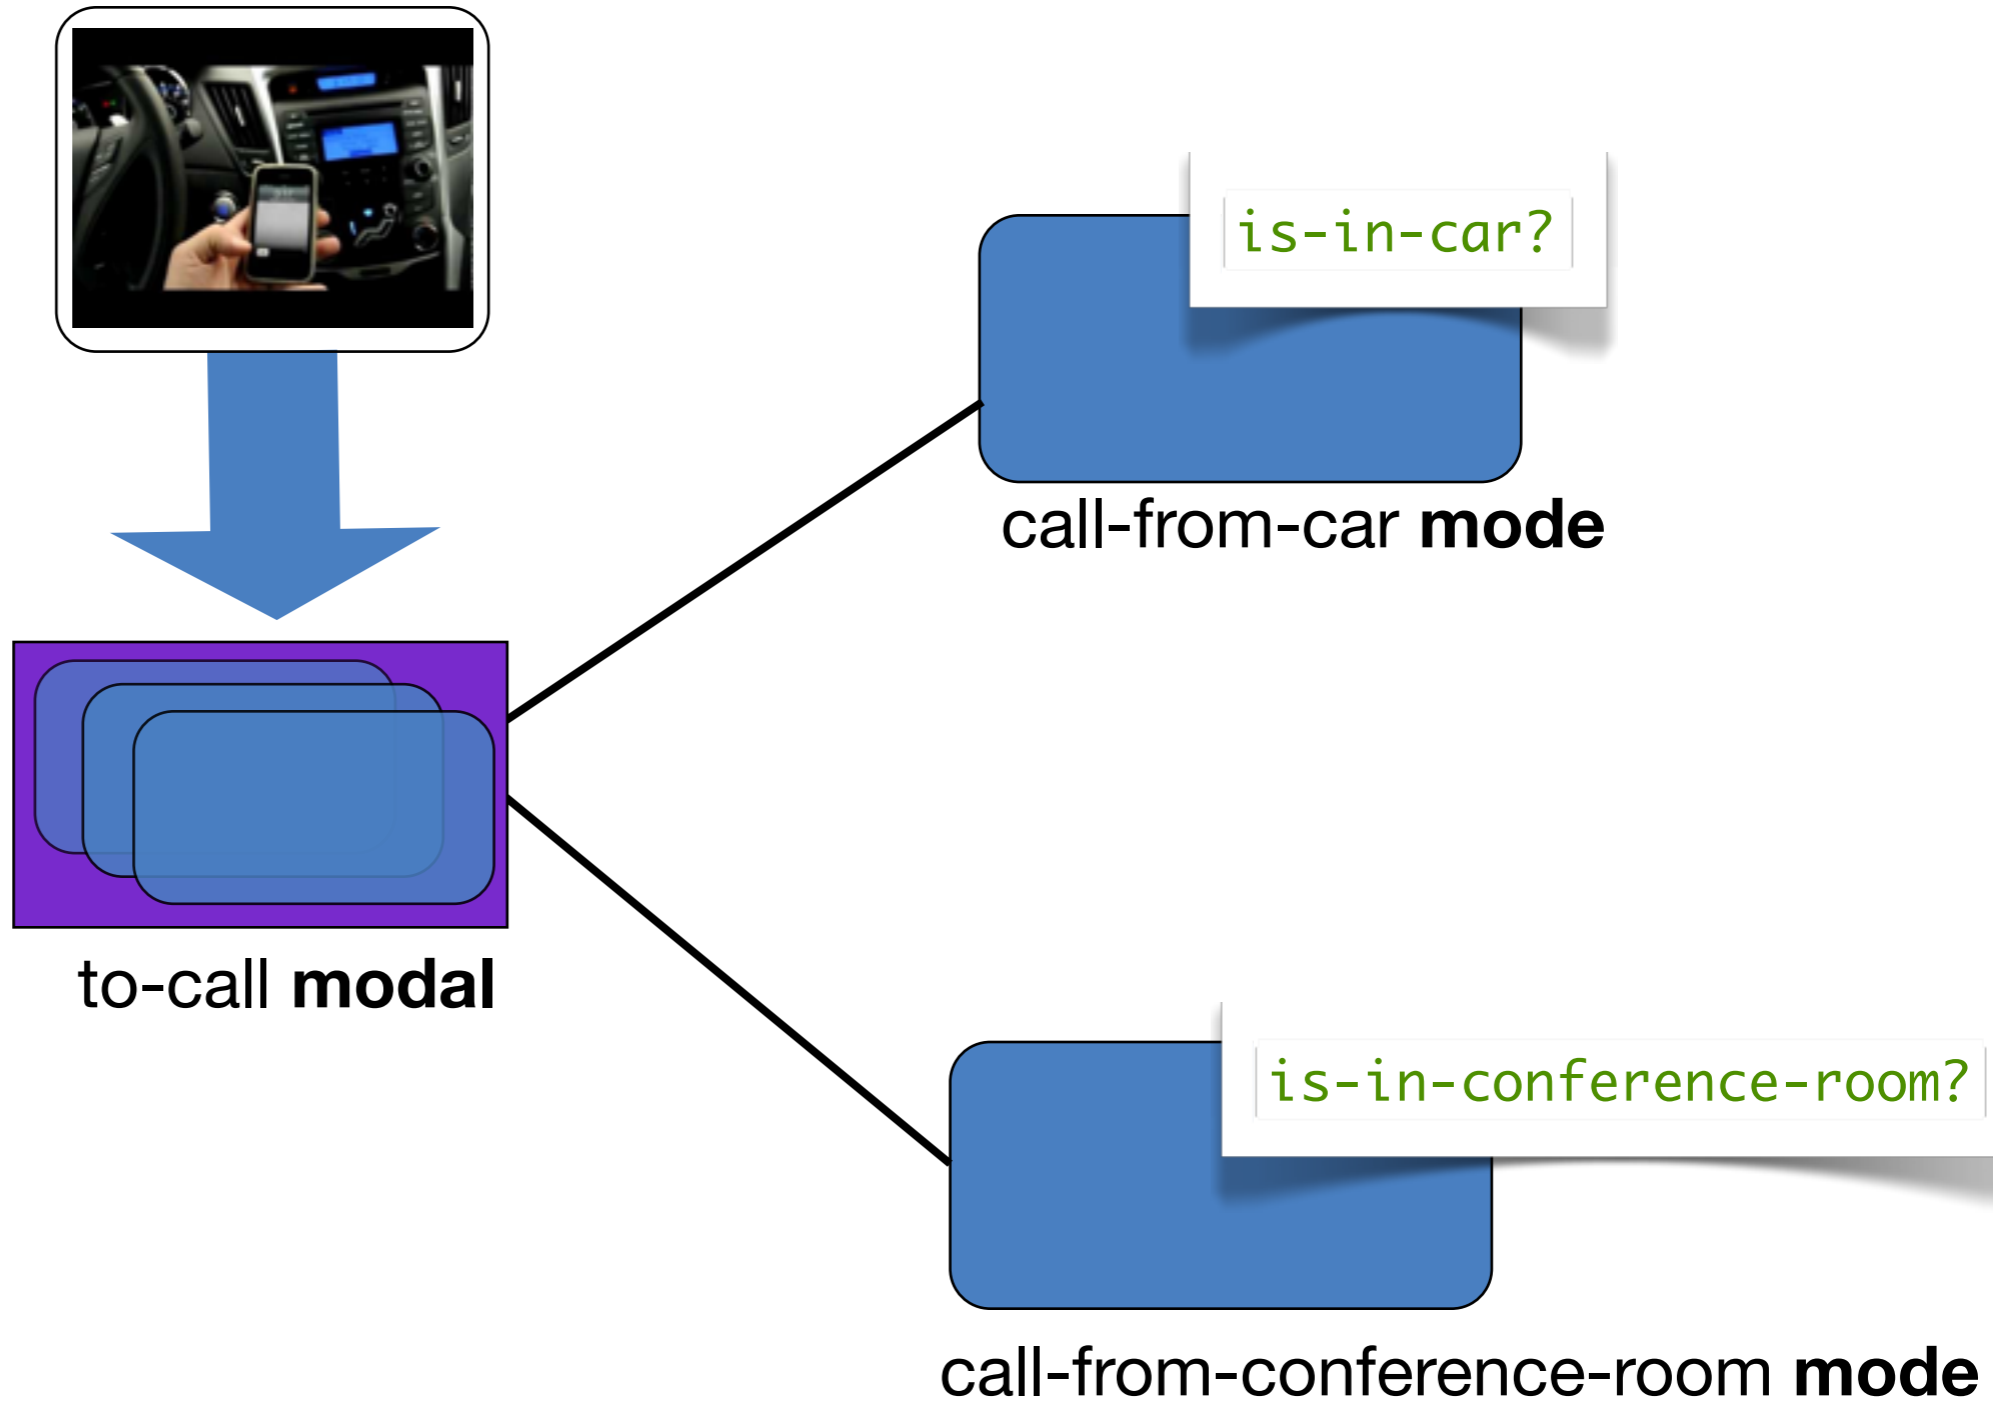 is-in-car?
call-from-car mode
to-call modal
is-in-conference-room?
call-from-conference-room mode